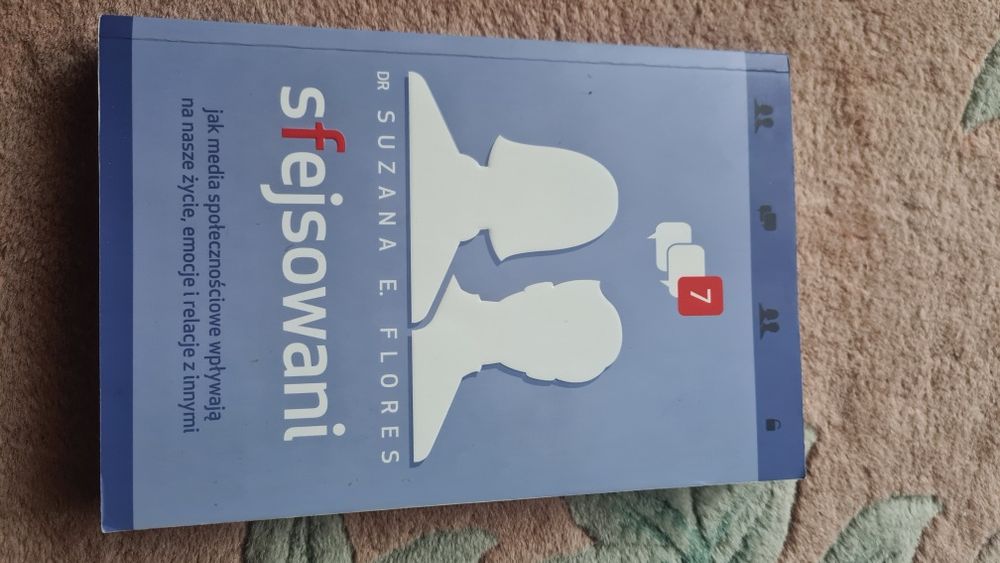 7
DR SUZANA E. FLORES
sfejsowani
jak media społecznościowe wpływają
na nasze życie, emocje i relacje z innymi